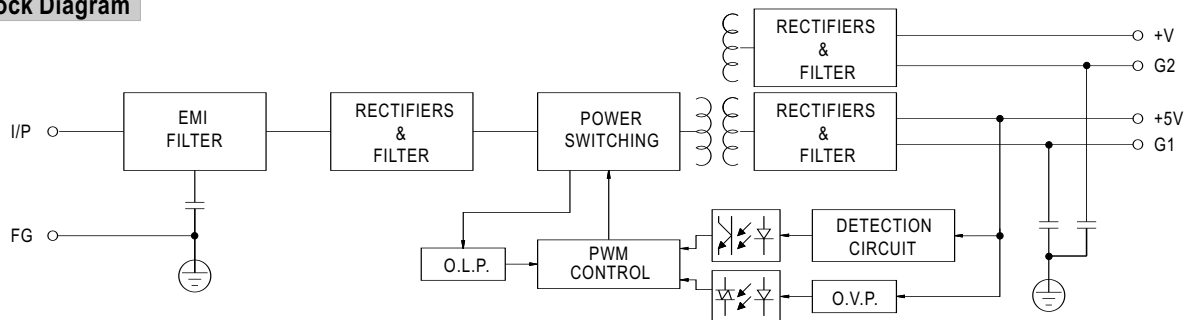 ock Diagram
RECTIFIERS
&
FILTER
+V
G2
I/P
EMI
FILTER
RECTIFIERS
&
FILTER
POWER
SWITCHING
RECTIFIERS
&
FILTER
+5V
G1
FG
O.L.P.
PWM
CONTROL
DETECTION
CIRCUIT
O.V.P.